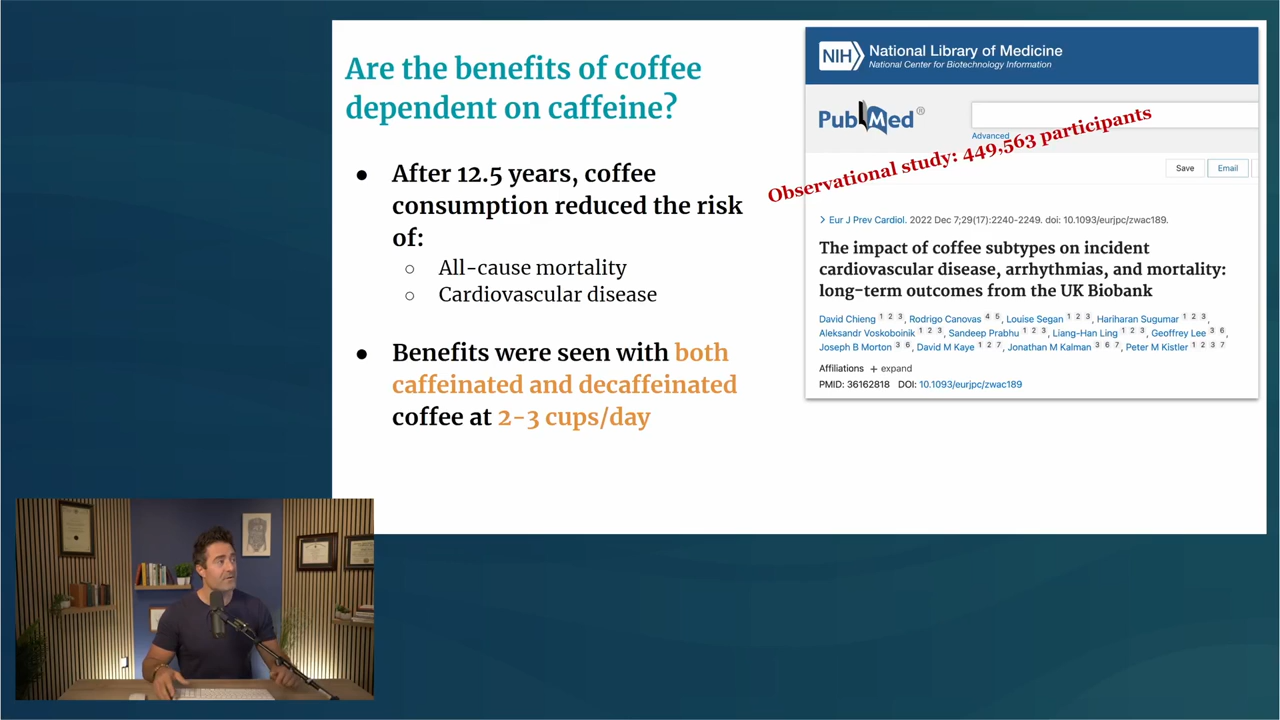 Are the benefits of coffee
dependent on caffeine?
● After 12.5 years, coffee
consumption reduced the risk
of:
○ All-cause mortality
○ Cardiovascular disease
● Benefits were seen with both
caffeinated and decaffeinated
coffee at 2-3 cups/day
NIH National Library of Medicine
National Center for Biotechnology Information
PubMed®
Advanced
Observational study: 449,563 participants
Save
Email
> Eur J Prev Cardiol. 2022 Dec 7;29(17):2240-2249. doi: 10.1093/eurjpc/zwac189.
The impact of coffee subtypes on incident
cardiovascular disease, arrhythmias, and mortality:
long-term outcomes from the UK Biobank
David Chieng 1 2 3, Rodrigo Canovas 4 5, Louise Segan 1 2 3, Hariharan Sugumar 1 2 3,
Aleksandr Voskoboinik 1 2 3, Sandeep Prabhu 1 2 3, Liang-Han Ling 1 2 3, Geoffrey Lee 3 6,
Joseph B Morton 3 6, David M Kaye 1 2 7, Jonathan M Kalman 3 6 7, Peter M Kistler 1 2 3 7
Affiliations + expand
PMID: 36162818 DOI: 10.1093/eurjpc/zwac189